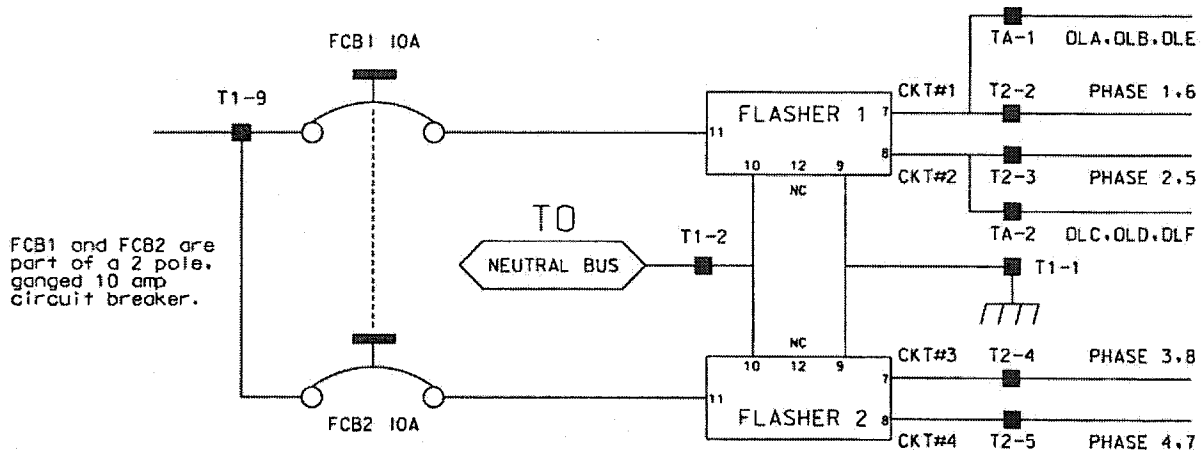 FCB1 10A
T1-9
TA-1 OLA.OLB.OLE
CKT#1 T2-2 PHASE 1.6
FLASHER 1
7
11
8
10 12 9
NC
CKT#2 T2-3 PHASE 2.5
TA-2 OLC.OLD.OLF
TO
NEUTRAL BUS
T1-2
T1-1
FCB1 and FCB2 are
part of a 2 pole.
ganged 10 amp
circuit breaker.
NC
10 12 9
CKT#3 T2-4 PHASE 3.8
7
11
FLASHER 2
8
FCB2 10A
CKT#4 T2-5 PHASE 4.7